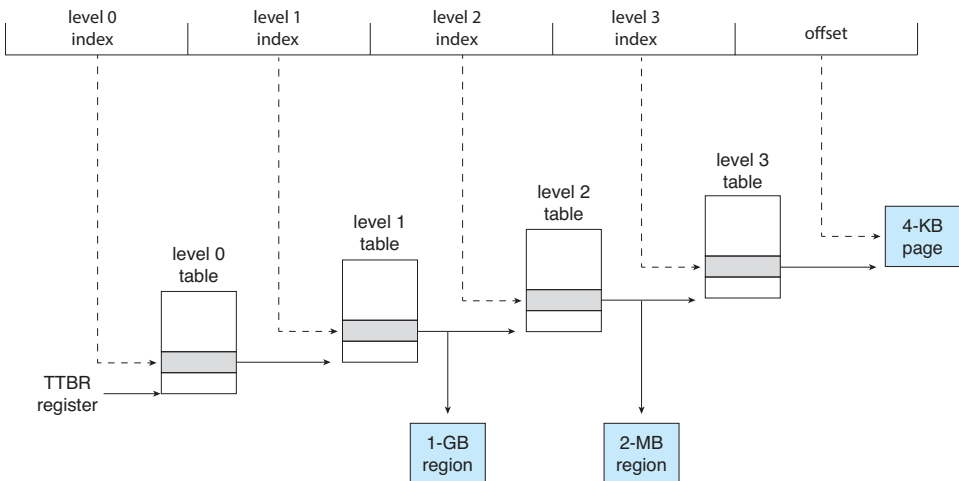 level 0
index
level 1
index
level 2
index
level 3
index
offset
level 3
table
level 2
table
level 1
table
level 0
table
4-KB
page
TTBR
register
1-GB
region
2-MB
region